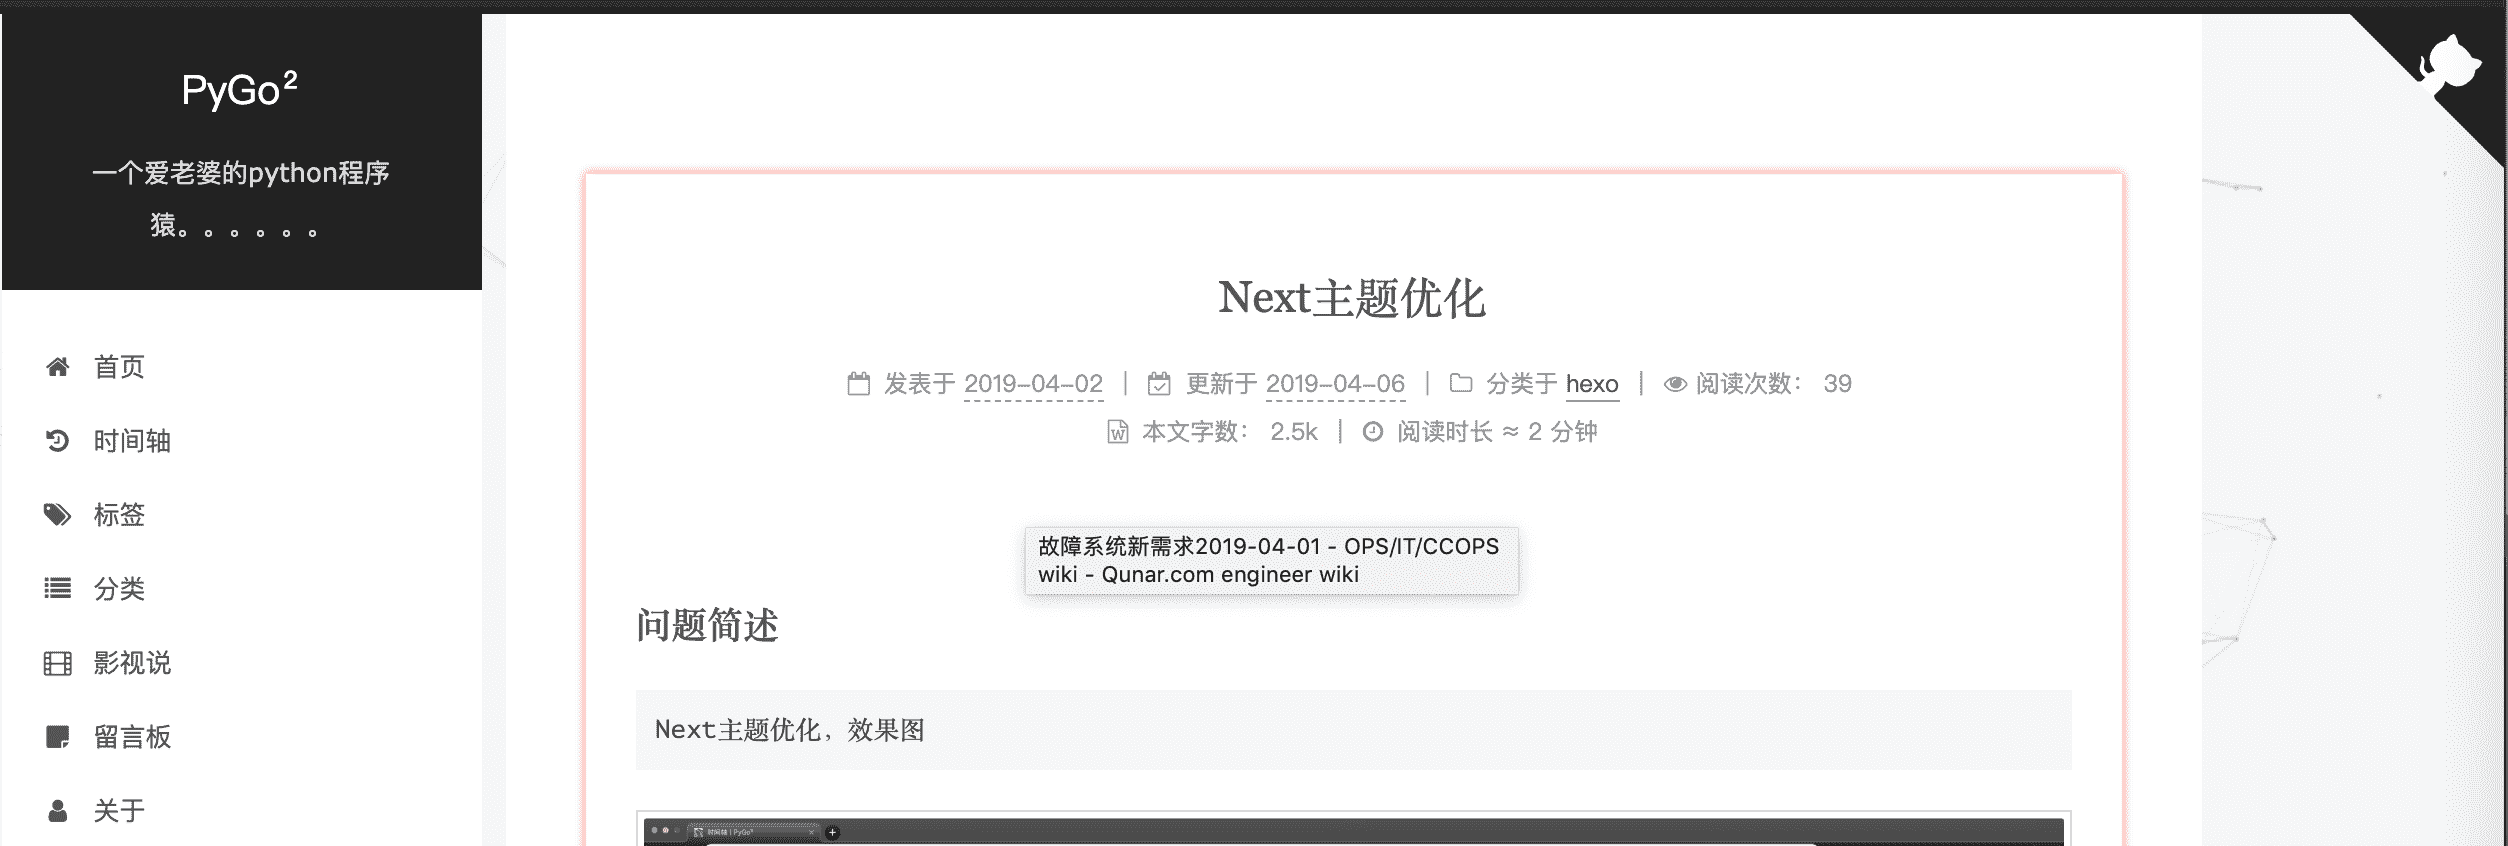 PyGo²
一个爱老婆的python程序
猿。。。。。。
首页
时间轴
标签
分类
影视说
留言板
关于
Next主题优化
发表于 2019-04-02 | 更新于 2019-04-06 | 分类于 hexo | 阅读次数： 39
本文字数： 2.5k | 阅读时长 ≈ 2 分钟
故障系统新需求2019-04-01 - OPS/IT/CCOPS
wiki - Qunar.com engineer wiki
问题简述
Next主题优化，效果图
时间轴 | PyGo²